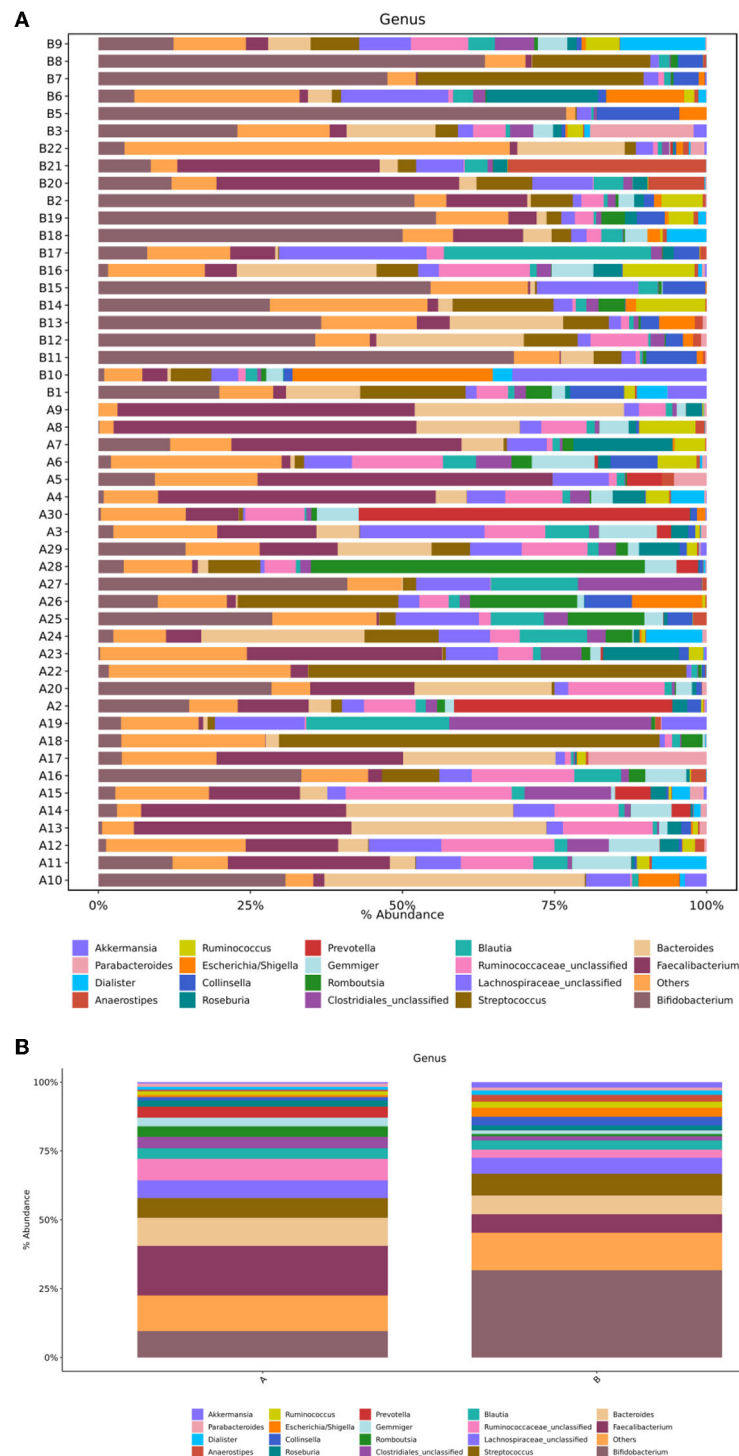 A
Genus
B9
B8
B7
B6
B5
B3
B22
B21
B20
B2
B19
B18
B17
B16
B15
B14
B13
B12
B11
B10
B1
A9
A8
A7
A6
A5
A4
A30
A3
A29
A28
A27
A26
A25
A24
A23
A22
A20
A2
A19
A18
A17
A16
A15
A14
A13
A12
A11
A10
0% 25% 50% 75% 100%
% Abundance
Akkermansia Ruminococcus Prevotella Blautia Bacteroides
Parabacteroides Escherichia/Shigella Gemmiger Ruminococcaceae_unclassified Faecalibacterium
Dialister Collinsella Romboutsia Lachnospiraceae_unclassified Others
Anaerostipes Roseburia Clostridiales_unclassified Streptococcus Bifidobacterium
B
Genus
100%
75%
50%
25%
0%
% Abundance
A B
Akkermansia Ruminococcus Prevotella Blautia Bacteroides
Parabacteroides Escherichia/Shigella Gemmiger Ruminococcaceae_unclassified Faecalibacterium
Dialister Collinsella Romboutsia Lachnospiraceae_unclassified Others
Anaerostipes Roseburia Clostridiales_unclassified Streptococcus Bifidobacterium